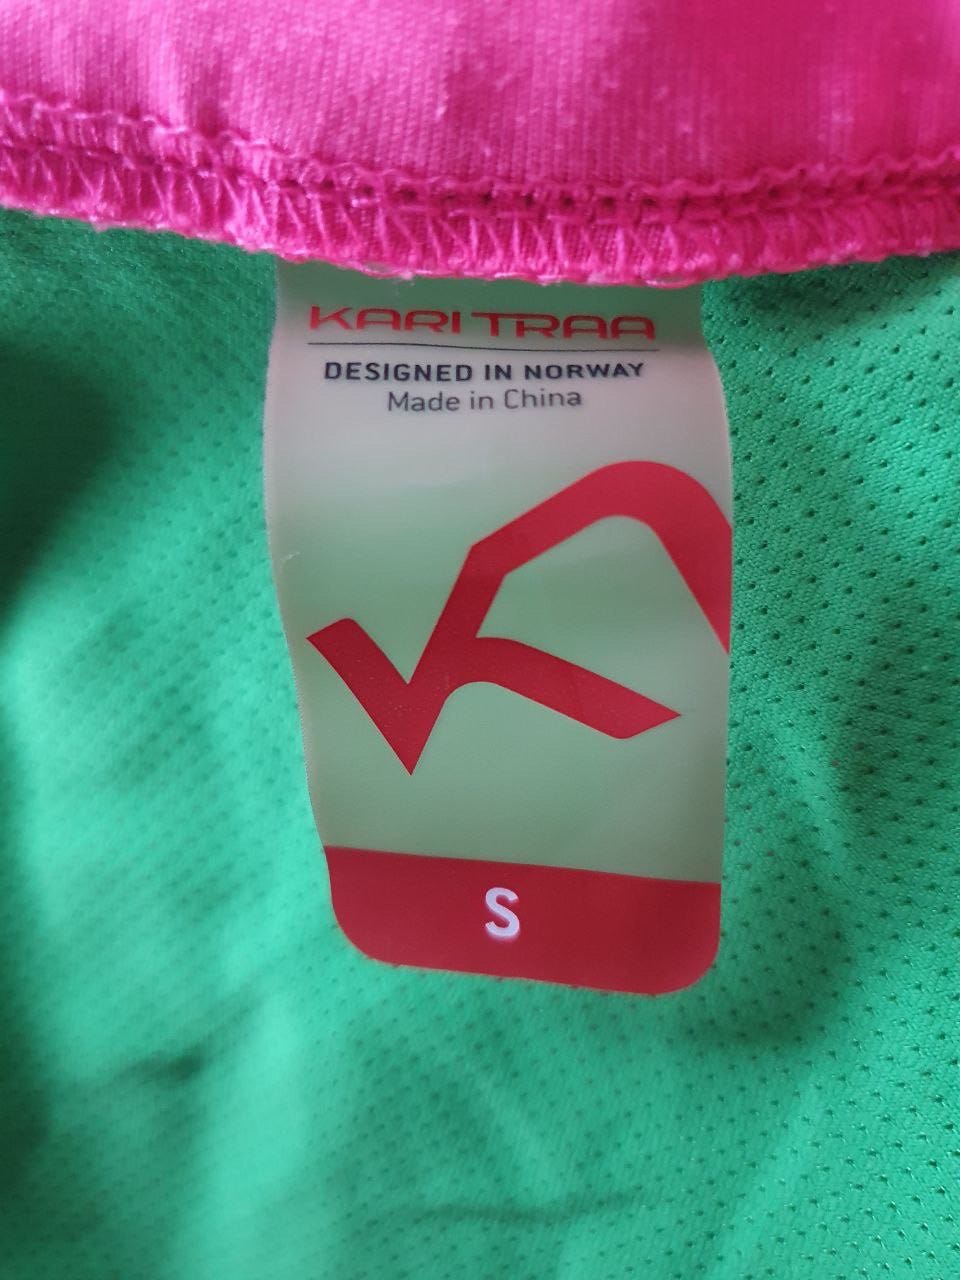 KARI TRAA
DESIGNED IN NORWAY
Made in China
S